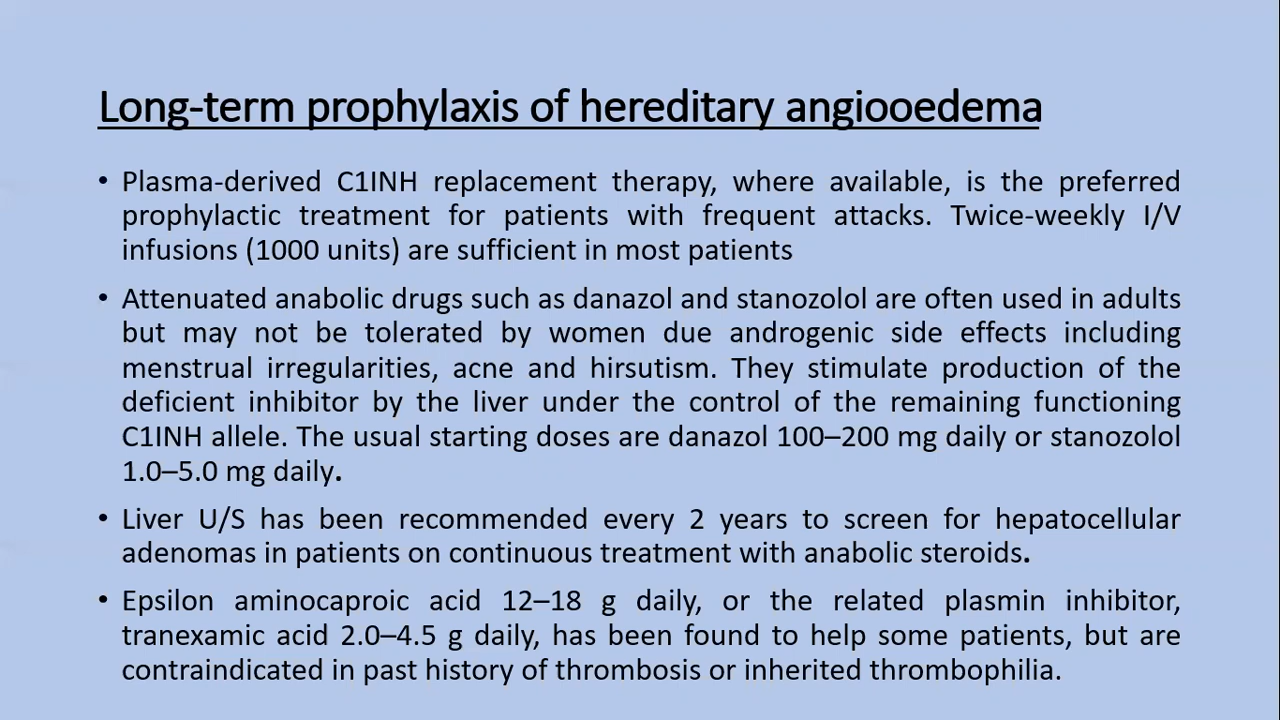 Long-term prophylaxis of hereditary angiooedema
• Plasma-derived C1INH replacement therapy, where available, is the preferred
prophylactic treatment for patients with frequent attacks. Twice-weekly I/V
infusions (1000 units) are sufficient in most patients
• Attenuated anabolic drugs such as danazol and stanozolol are often used in adults
but may not be tolerated by women due androgenic side effects including
menstrual irregularities, acne and hirsutism. They stimulate production of the
deficient inhibitor by the liver under the control of the remaining functioning
C1INH allele. The usual starting doses are danazol 100–200 mg daily or stanozolol
1.0–5.0 mg daily.
• Liver U/S has been recommended every 2 years to screen for hepatocellular
adenomas in patients on continuous treatment with anabolic steroids.
• Epsilon aminocaproic acid 12–18 g daily, or the related plasmin inhibitor,
tranexamic acid 2.0–4.5 g daily, has been found to help some patients, but are
contraindicated in past history of thrombosis or inherited thrombophilia.